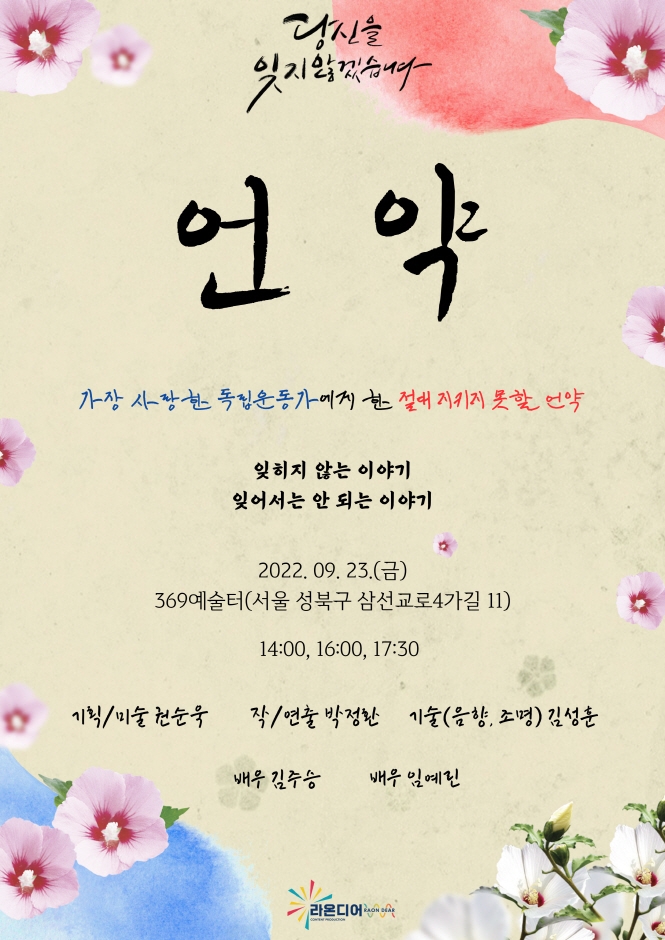 당신을
잊지 않겠습니다
언 약
가장 사랑한 독립운동가에게 한 절대 지키지 못할 언약
잊히지 않는 이야기
잊어서는 안 되는 이야기
2022. 09. 23.(금)
369예술터(서울 성북구 삼선교로4가길 11)
14:00, 16:00, 17:30
기획/미술 권순욱 작/연출 박정환 기술(음향, 조명) 김성훈
배우 김주승 배우 임예린
라온디어 RAON DEAR
CONTENT PRODUCTION